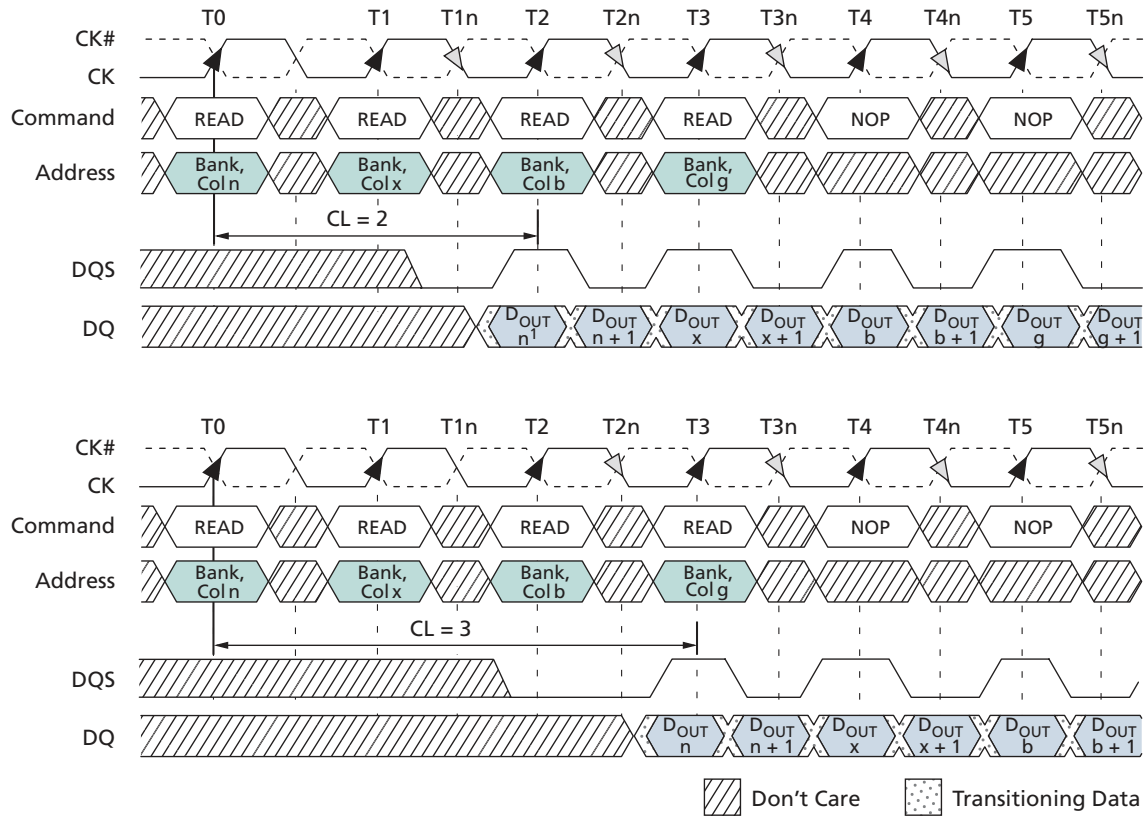 T0 T1 T1n T2 T2n T3 T3n T4 T4n T5 T5n
CK#
CK
Command READ READ READ READ NOP NOP
Address Bank, Col n Bank, Col x Bank, Col b Bank, Col g
CL = 2
DQS
DQ DOUT n1 DOUT n + 1 DOUT x DOUT x + 1 DOUT b DOUT b + 1 DOUT g DOUT g + 1
T0 T1 T1n T2 T2n T3 T3n T4 T4n T5 T5n
CK#
CK
Command READ READ READ READ NOP NOP
Address Bank, Col n Bank, Col x Bank, Col b Bank, Col g
CL = 3
DQS
DQ DOUT n DOUT n + 1 DOUT x DOUT x + 1 DOUT b DOUT b + 1
Don't Care Transitioning Data